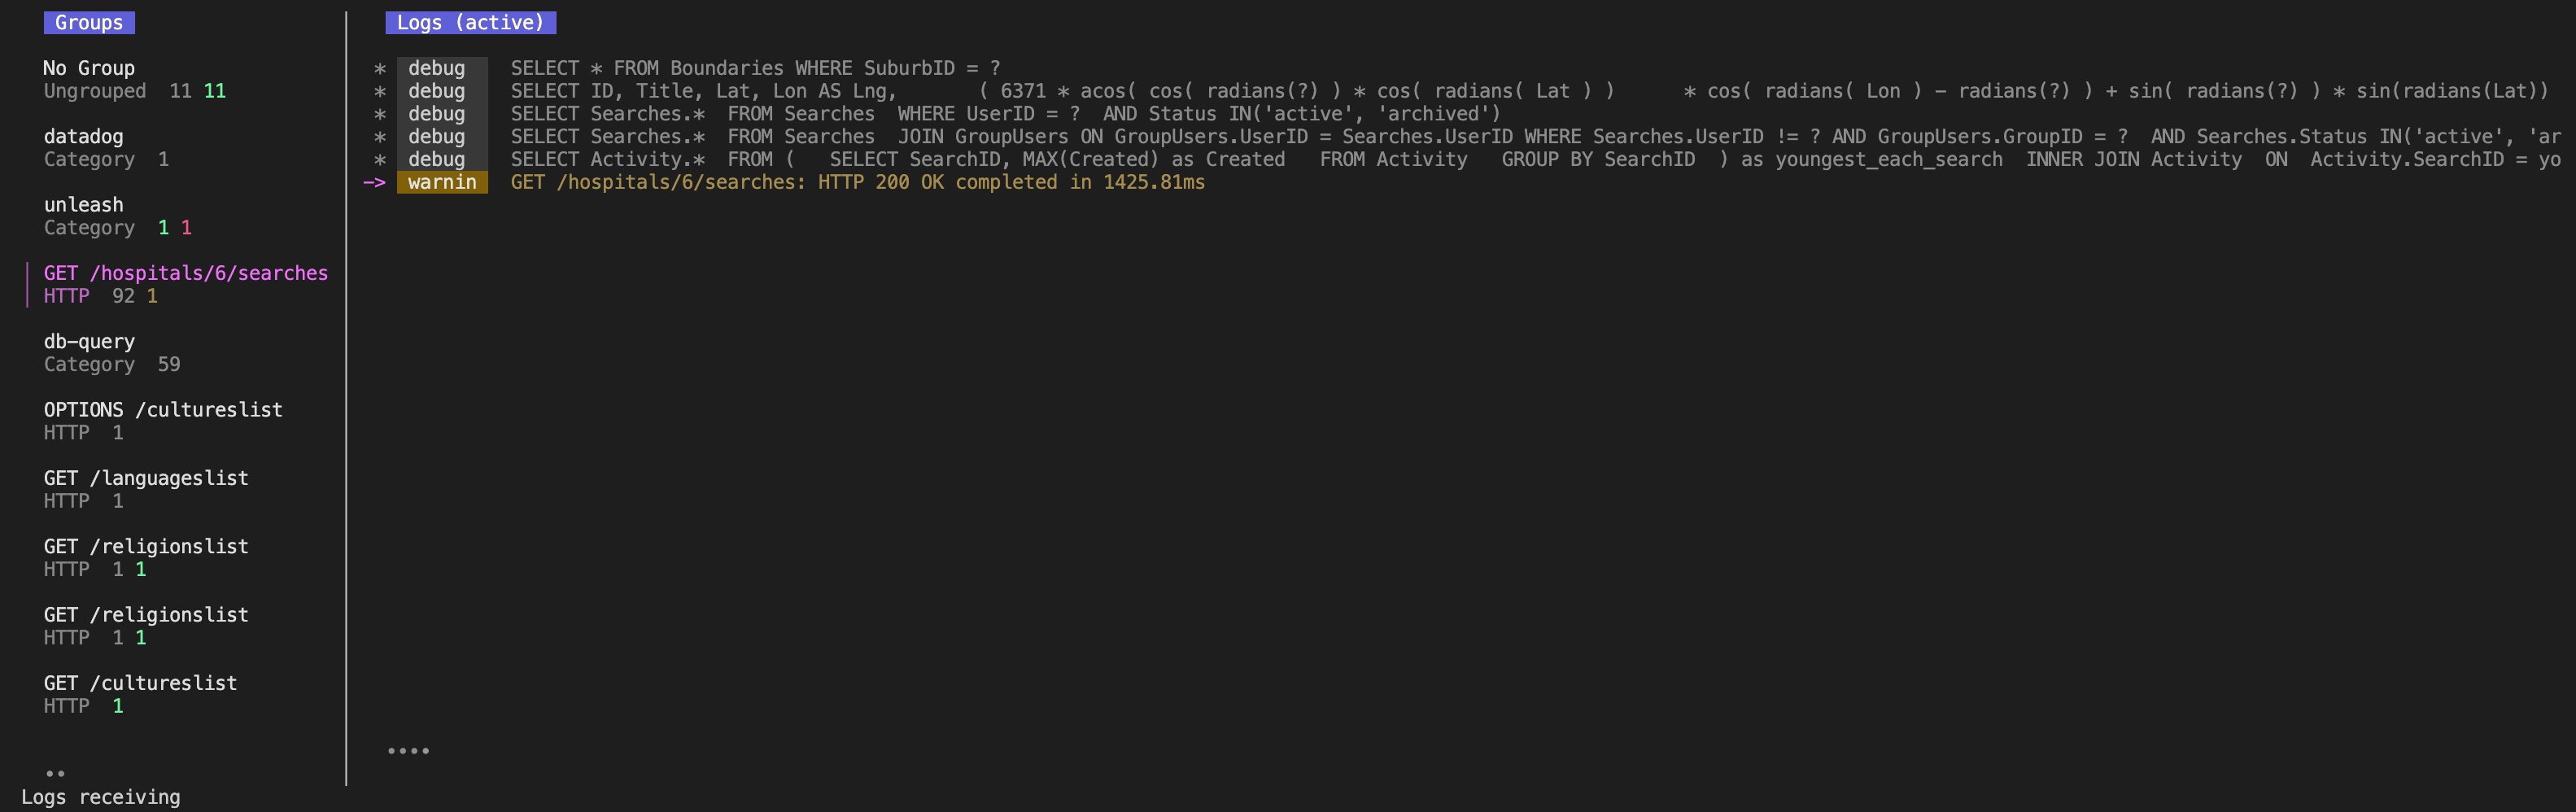 Groups
No Group
Ungrouped 11 11
datadog
Category 1
unleash
Category 1 1
GET /hospitals/6/searches
HTTP 92 1
db-query
Category 59
OPTIONS /cultureslist
HTTP 1
GET /languageslist
HTTP 1
GET /religionslist
HTTP 1 1
GET /religionslist
HTTP 1 1
GET /cultureslist
HTTP 1
••
Logs receiving
Logs (active)
* debug SELECT * FROM Boundaries WHERE SuburbID = ?
* debug SELECT ID, Title, Lat, Lon AS Lng, ( 6371 * acos( cos( radians(?) ) * cos( radians( Lat ) ) * cos( radians( Lon ) - radians(?) ) + sin( radians(?) ) * sin(radians(Lat))
* debug SELECT Searches.* FROM Searches WHERE UserID = ? AND Status IN('active', 'archived')
* debug SELECT Searches.* FROM Searches JOIN GroupUsers ON GroupUsers.UserID = Searches.UserID WHERE Searches.UserID != ? AND GroupUsers.GroupID = ? AND Searches.Status IN('active', 'ar
* debug SELECT Activity.* FROM ( SELECT SearchID, MAX(Created) as Created FROM Activity GROUP BY SearchID ) as youngest_each_search INNER JOIN Activity ON Activity.SearchID = yo
-> warnin GET /hospitals/6/searches: HTTP 200 OK completed in 1425.81ms
••••